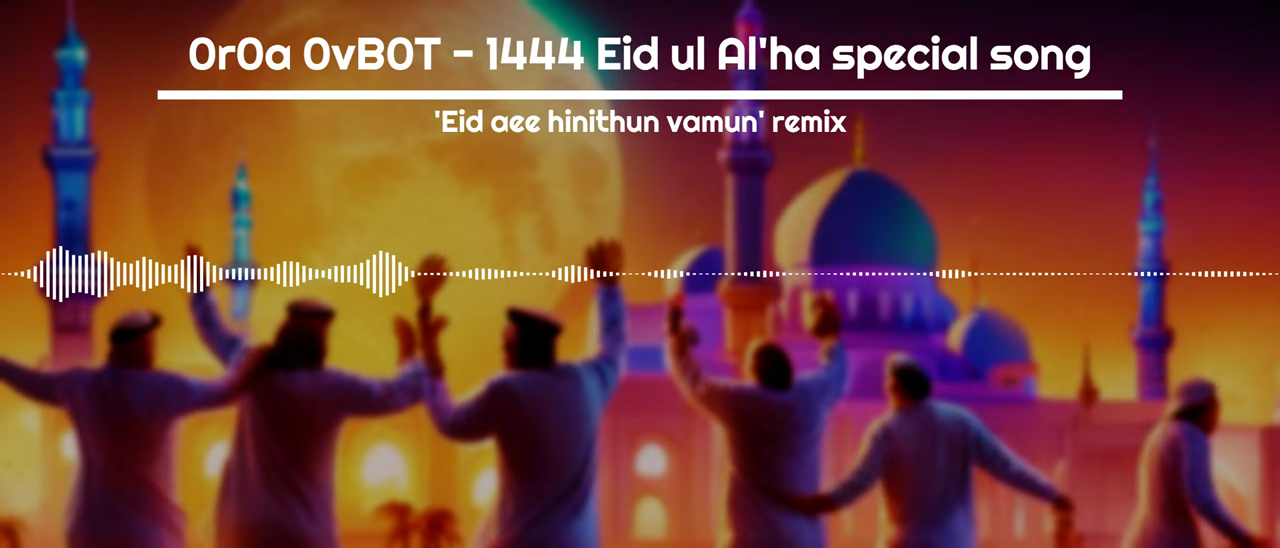 0r0a 0vB0T - 1444 Eid ul Al'ha special song
'Eid aee hinithun vamun' remix